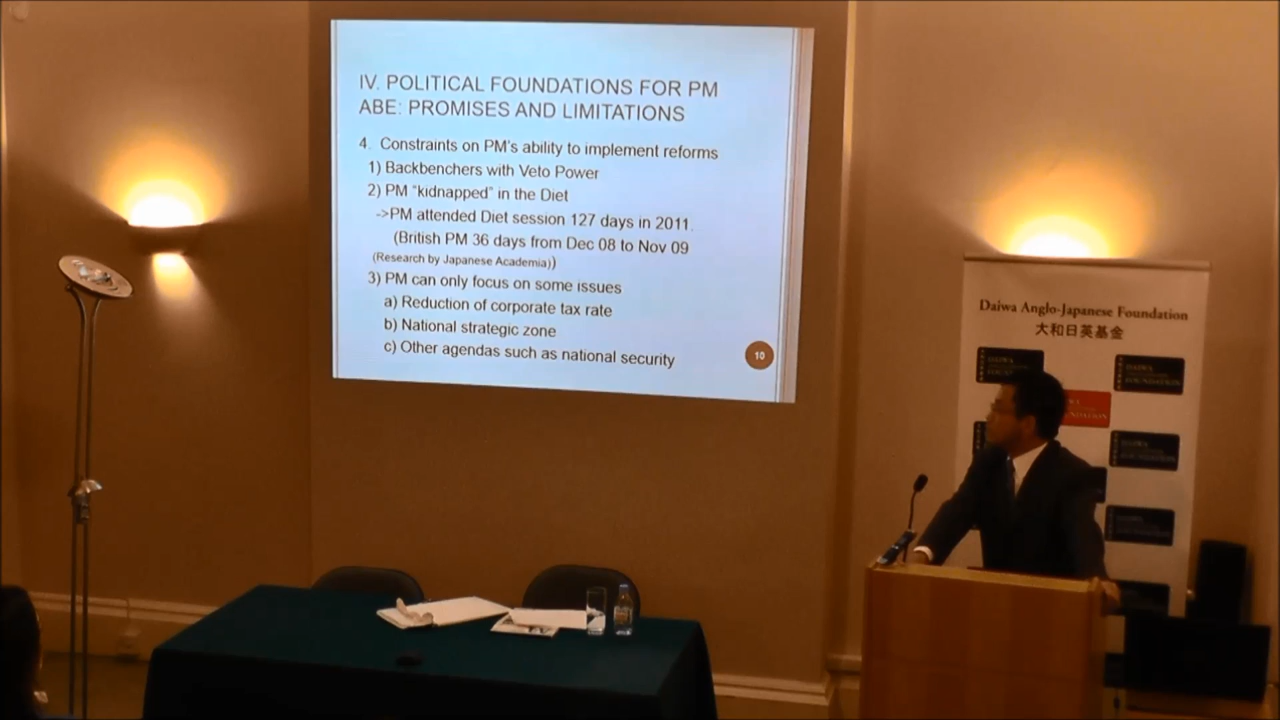 IV. POLITICAL FOUNDATIONS FOR PM
ABE: PROMISES AND LIMITATIONS
4. Constraints on PM's ability to implement reforms
1) Backbenchers with Veto Power
2) PM "kidnapped" in the Diet
->PM attended Diet session 127 days in 2011.
(British PM 36 days from Dec 08 to Nov 09
(Research by Japanese Academia))
3) PM can only focus on some issues
a) Reduction of corporate tax rate
b) National strategic zone
c) Other agendas such as national security
10
Daiwa Anglo-Japanese Foundation
大和日英基金